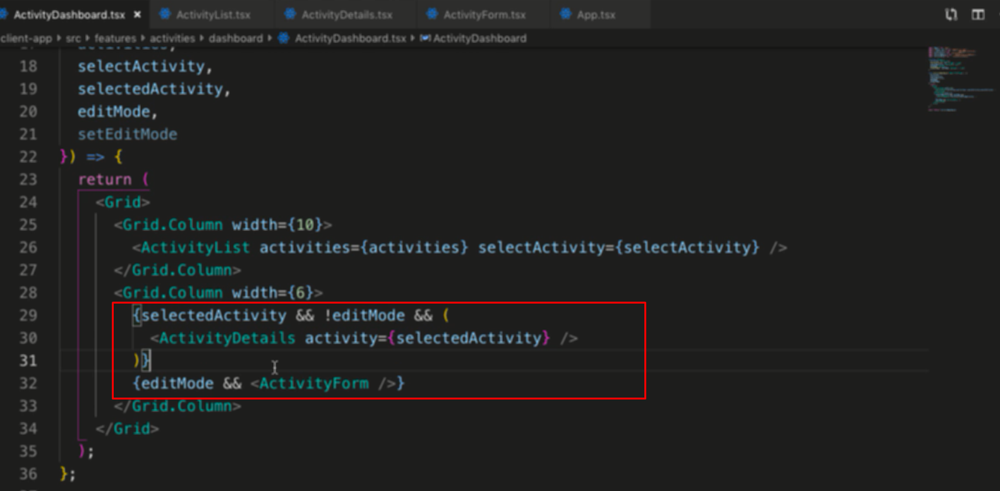 ActivityDashboard.tsx × ActivityList.tsx ActivityDetails.tsx ActivityForm.tsx App.tsx
client-app › src › features › activities › dashboard › ActivityDashboard.tsx › ActivityDashboard
18 selectActivity,
19 selectedActivity,
20 editMode,
21 setEditMode
22 }) => {
23 return (
24 <Grid>
25 <Grid.Column width={10}>
26 <ActivityList activities={activities} selectActivity={selectActivity} />
27 </Grid.Column>
28 <Grid.Column width={6}>
29 {selectedActivity && !editMode && (
30 <ActivityDetails activity={selectedActivity} />
31 )}
32 {editMode && <ActivityForm />}
33 </Grid.Column>
34 </Grid>
35 );
36 };